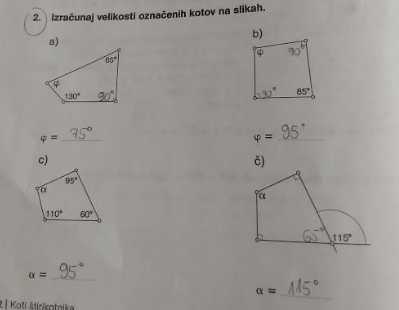 2. Izračunaj velikosti označenih kotov na slikah.
a)
65°
φ
130° 90°
φ = 75°
b)
φ 90°
90° 85°
φ = 95°
c)
95°
α
110° 60°
α = 95°
č)
α
65° 115°
α = 115°
| Koti štirikotnika